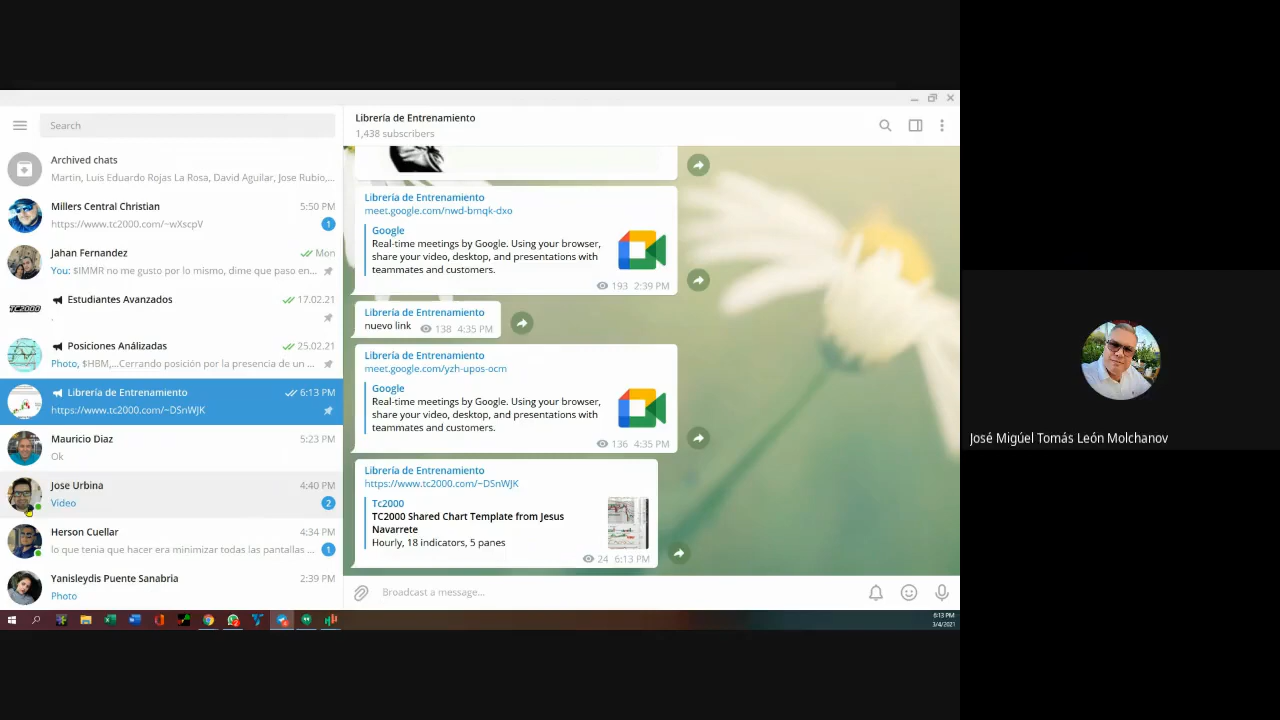 Search
Archived chats
Martin, Luis Eduardo Rojas La Rosa, David Aguilar, Jose Rubio,...
Millers Central Christian
5:50 PM
https://www.tc2000.com/~wXscpV
1
Jahan Fernandez
Mon
You: $IMMR no me gusto por lo mismo, dime que paso en...
Estudiantes Avanzados
17.02.21
.
TC2000
Posiciones Análizadas
25.02.21
Photo, $HBM,...Cerrando posición por la presencia de un ...
Librería de Entrenamiento
6:13 PM
https://www.tc2000.com/~DSnWJK
Mauricio Diaz
5:23 PM
Ok
Jose Urbina
4:40 PM
Video
2
Herson Cuellar
4:34 PM
lo que tenia que hacer era minimizar todas las pantallas ...
1
Yanisleydis Puente Sanabria
2:39 PM
Photo
Librería de Entrenamiento
1,438 subscribers
Librería de Entrenamiento
meet.google.com/nwd-bmqk-dxo
Google
Real-time meetings by Google. Using your browser,
share your video, desktop, and presentations with
teammates and customers.
193 2:39 PM
Librería de Entrenamiento
nuevo link
138 4:35 PM
Librería de Entrenamiento
meet.google.com/yzh-upos-ocm
Google
Real-time meetings by Google. Using your browser,
share your video, desktop, and presentations with
teammates and customers.
136 4:35 PM
Librería de Entrenamiento
https://www.tc2000.com/~DSnWJK
Tc2000
TC2000 Shared Chart Template from Jesus
Navarrete
Hourly, 18 indicators, 5 panes
24 6:13 PM
Broadcast a message...
6:13 PM
3/4/2021
José Migúel Tomás León Molchanov